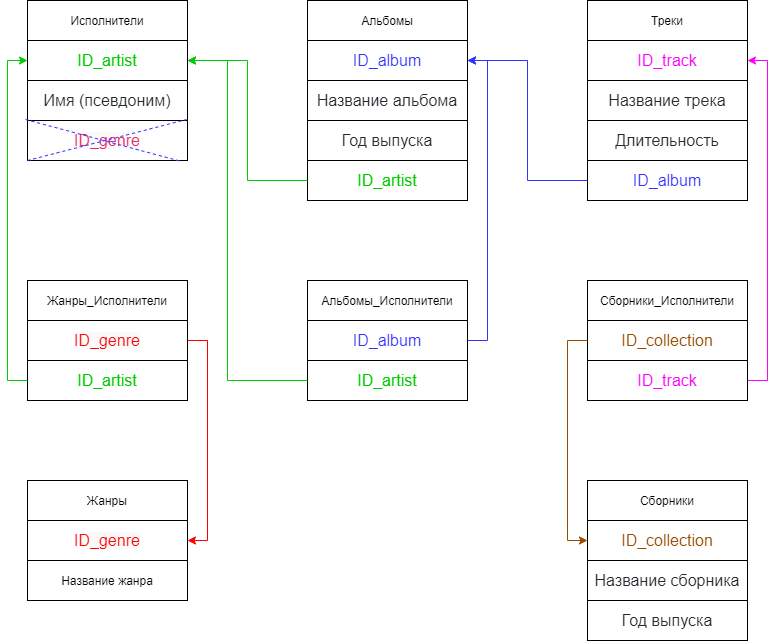 Исполнители
ID_artist
Имя (псевдоним)
ID_genre
Альбомы
ID_album
Название альбома
Год выпуска
ID_artist
Треки
ID_track
Название трека
Длительность
ID_album
Жанры_Исполнители
ID_genre
ID_artist
Альбомы_Исполнители
ID_album
ID_artist
Сборники_Исполнители
ID_collection
ID_track
Жанры
ID_genre
Название жанра
Сборники
ID_collection
Название сборника
Год выпуска